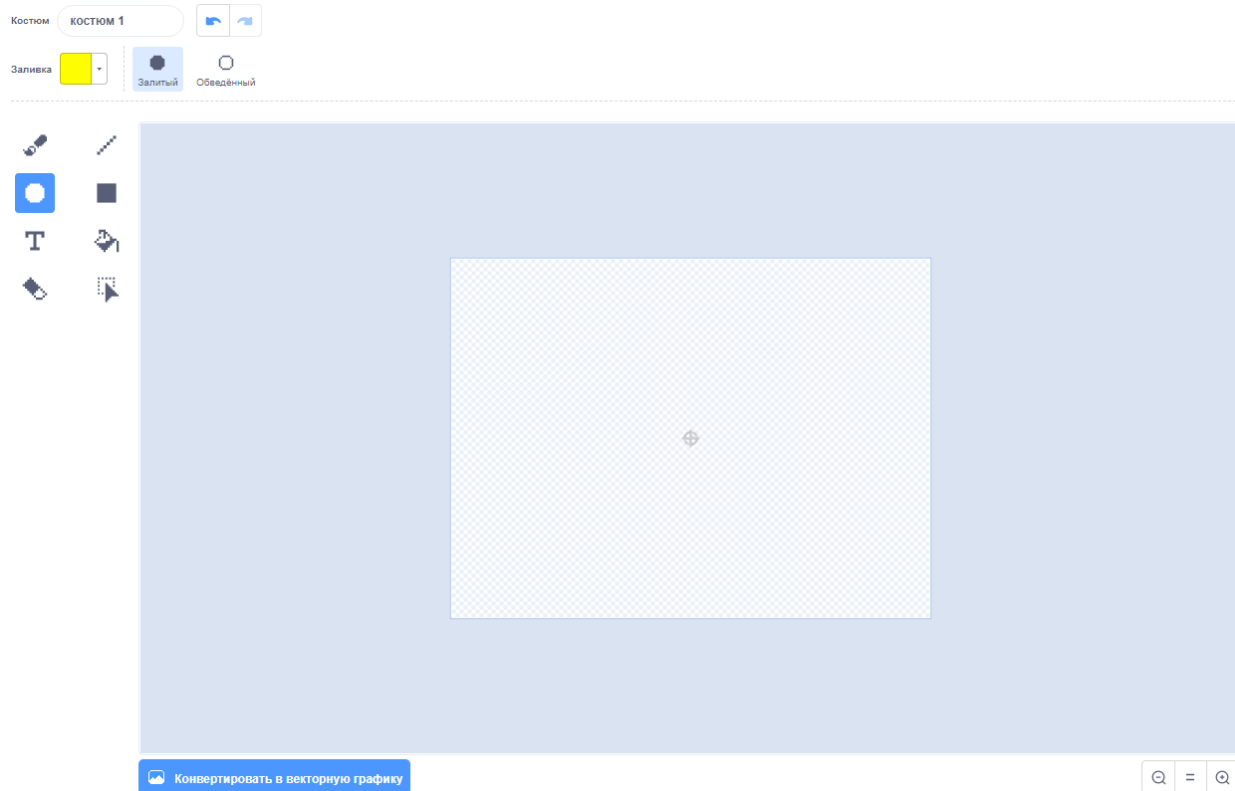 Костюм
костюм 1
Заливка
Залитый
Обведённый
T
Конвертировать в векторную графику